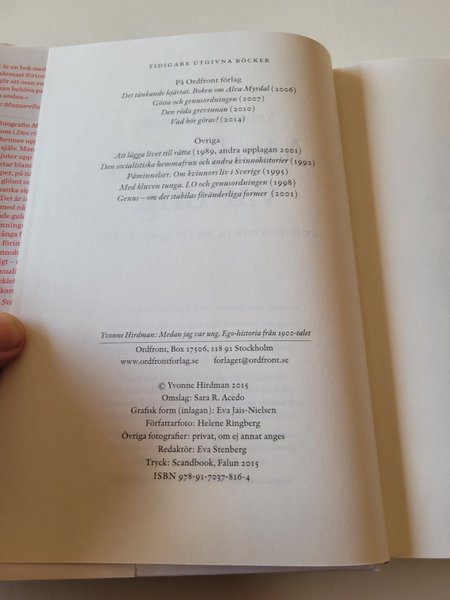 TIDIGARE UTGIVNA BÖCKER
På Ordfront förlag
Det tänkande hjärtat. Boken om Alva Myrdal (2006)
Gösta och genusordningen (2007)
Den röda grevinnan (2010)
Vad bör göras? (2014)
Övriga
Att lägga livet till rätta (1989, andra upplagan 2001)
Den socialistiska hemmafrun och andra kvinnohistorier (1992)
Påminnelser. Om kvinnors liv i Sverige (1995)
Med kluven tunga. LO och genusordningen (1998)
Genus – om det stabilas föränderliga former (2001)
Yvonne Hirdman: Medan jag var ung. Ego-historia från 1900-talet
Ordfront, Box 17506, 118 91 Stockholm
www.ordfrontforlag.se forlaget@ordfront.se
© Yvonne Hirdman 2015
Omslag: Sara R. Acedo
Grafisk form (inlagan): Eva Jais-Nielsen
Författarfoto: Helene Ringberg
Övriga fotografier: privat, om ej annat anges
Redaktör: Eva Stenberg
Tryck: Scandbook, Falun 2015
ISBN 978-91-7037-816-4